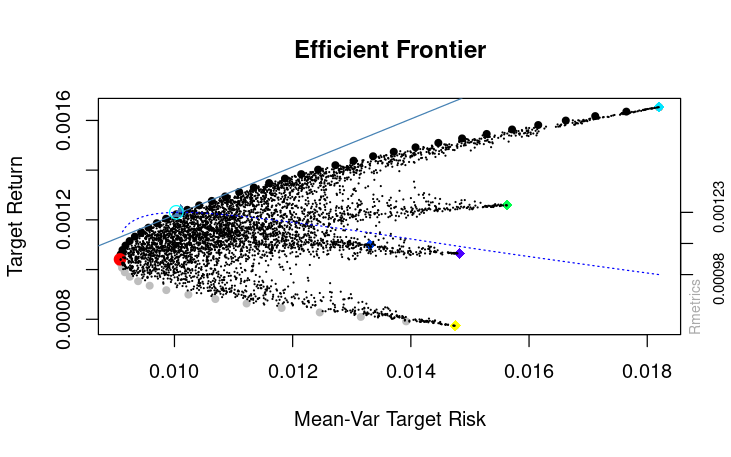 Efficient Frontier
Target Return
0.0016
0.0012
0.0008
0.00123
0.00098
Rmetrics
0.010 0.012 0.014 0.016 0.018
Mean-Var Target Risk